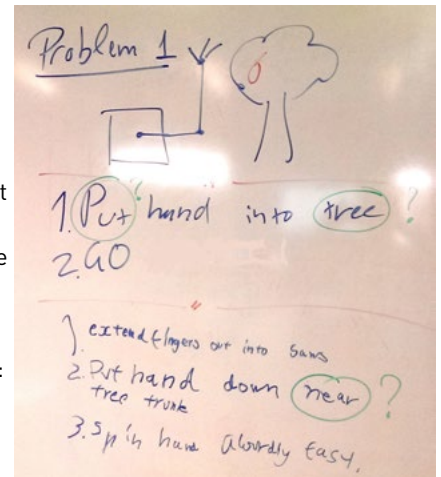 Problem 1
1. Put ? hand into tree ?
2. GO
1. extend fingers out into
2. Put hand down near ?
tree trunk
3. Spin hand easy.
t
e
: